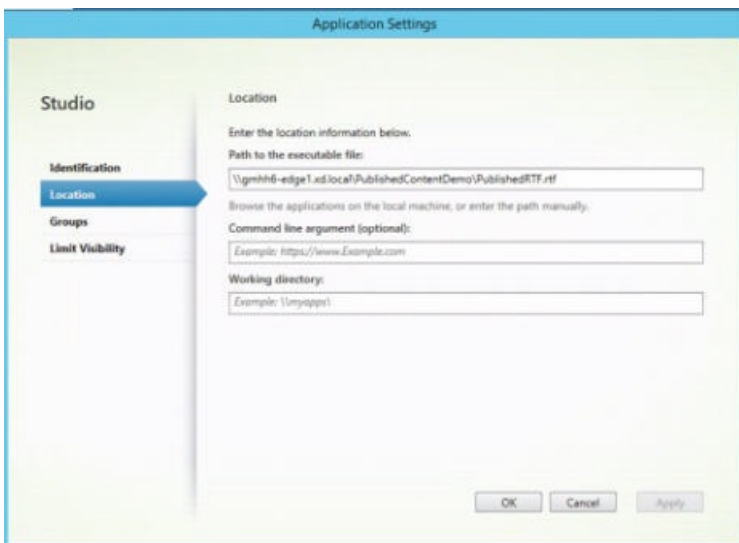 Application Settings
Studio
Identification
Location
Groups
Limit Visibility
Location
Enter the location information below.
Path to the executable file:
\\gmhh6-edge1.xd.local\PublishedContentDemo\PublishedRTF.rtf
Browse the applications on the local machine, or enter the path manually.
Command line argument (optional):
Example: https://www.Example.com
Working directory:
Example: \\myapps\
OK Cancel Apply